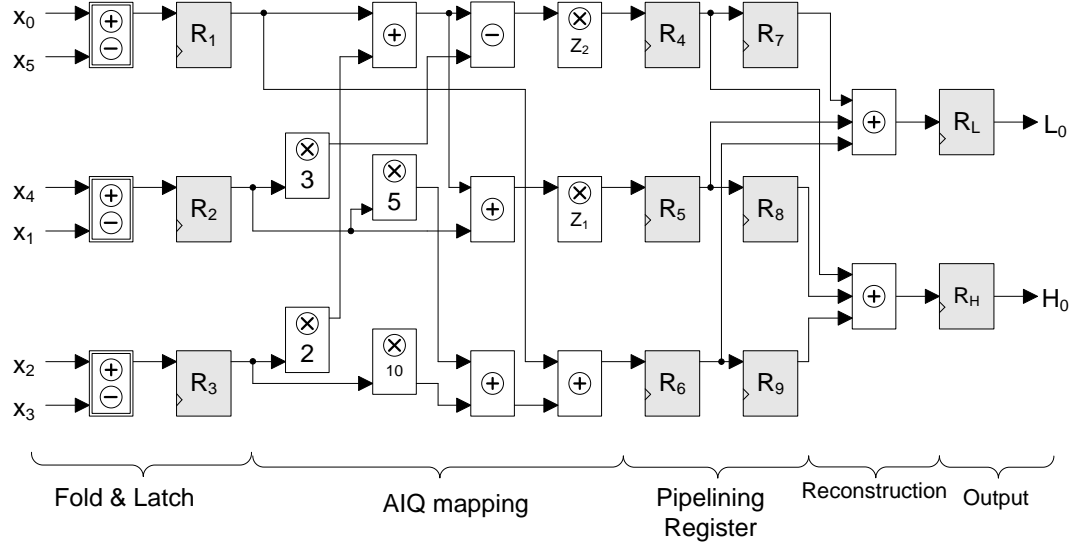 x0
x5
R1
+
−
+
−
×
Z2
R4
R7
+
RL
L0
×
3
x4
x1
+
−
R2
×
5
+
×
Z1
R5
R8
+
RH
H0
×
2
x2
x3
+
−
R3
×
10
+
+
R6
R9
Fold & Latch
AIQ mapping
Pipelining
Register
Reconstruction
Output